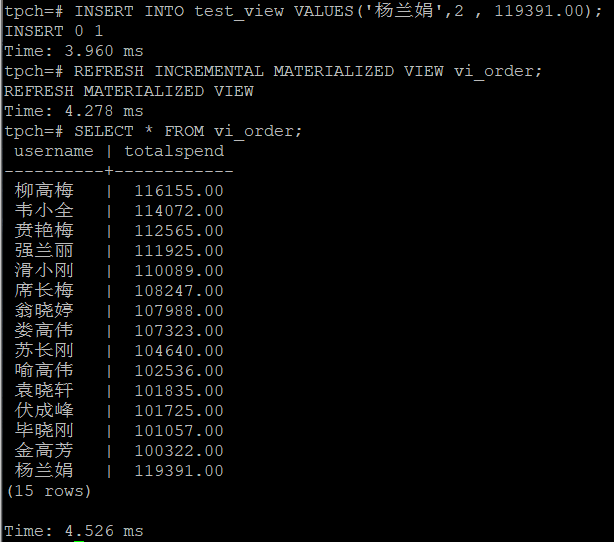 tpch=# INSERT INTO test_view VALUES('杨兰娟',2 , 119391.00);
INSERT 0 1
Time: 3.960 ms
tpch=# REFRESH INCREMENTAL MATERIALIZED VIEW vi_order;
REFRESH MATERIALIZED VIEW
Time: 4.278 ms
tpch=# SELECT * FROM vi_order;
 username | totalspend
----------+------------
 柳高梅   |  116155.00
 韦小全   |  114072.00
 贲艳梅   |  112565.00
 强兰丽   |  111925.00
 滑小刚   |  110089.00
 席长梅   |  108247.00
 翁晓婷   |  107988.00
 娄高伟   |  107323.00
 苏长刚   |  104640.00
 喻高伟   |  102536.00
 袁晓轩   |  101835.00
 伏成峰   |  101725.00
 毕晓刚   |  101057.00
 金高芳   |  100322.00
 杨兰娟   |  119391.00
(15 rows)
Time: 4.526 ms